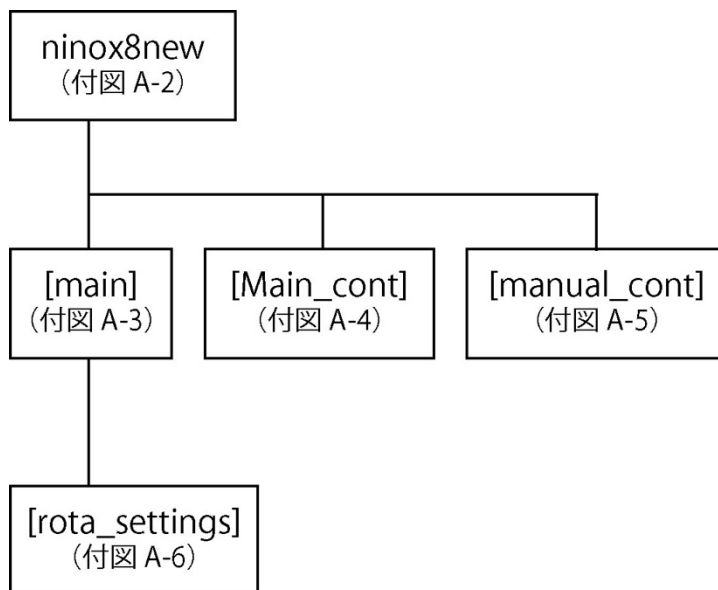 ninox8new
(付図 A-2)
[main]
(付図 A-3)
[Main_cont]
(付図 A-4)
[manual_cont]
(付図 A-5)
[rota_settings]
(付図 A-6)